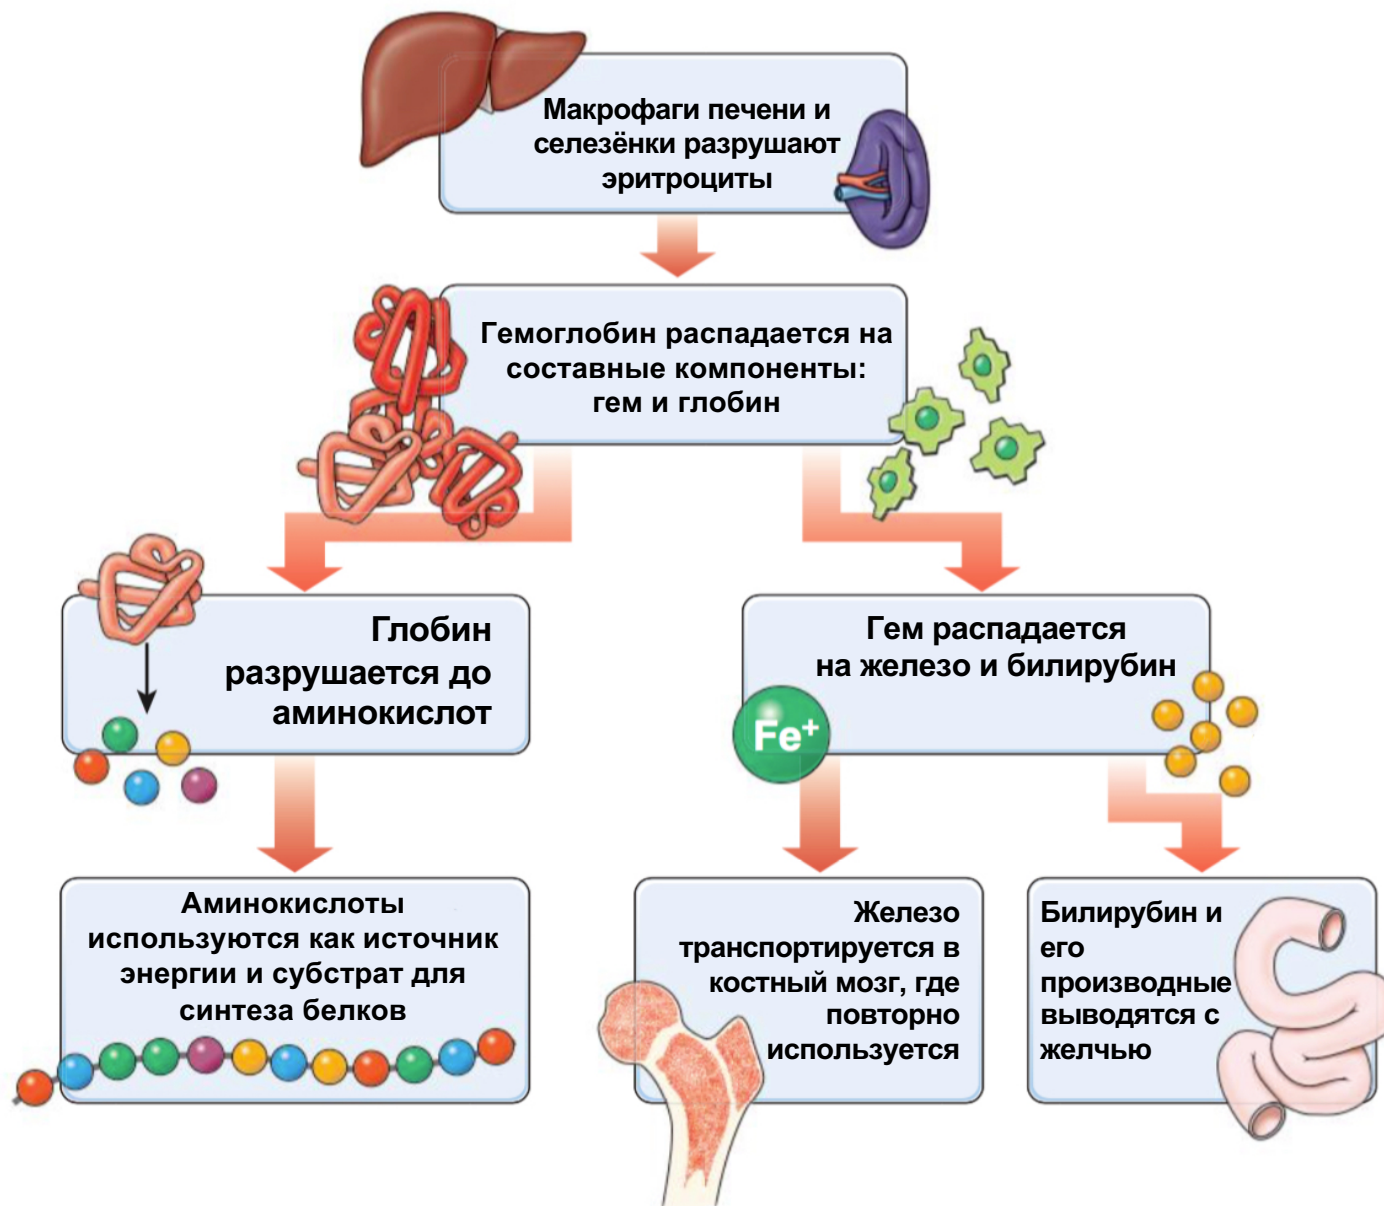 Макрофаги печени и
селезёнки разрушают
эритроциты
Гемоглобин распадается на
составные компоненты:
гем и глобин
Глобин
разрушается до
аминокислот
Гем распадается
на железо и билирубин
Fe⁺
Аминокислоты
используются как источник
энергии и субстрат для
синтеза белков
Железо
транспортируется в
костный мозг, где
повторно
используется
Билирубин и
его
производные
выводятся с
желчью